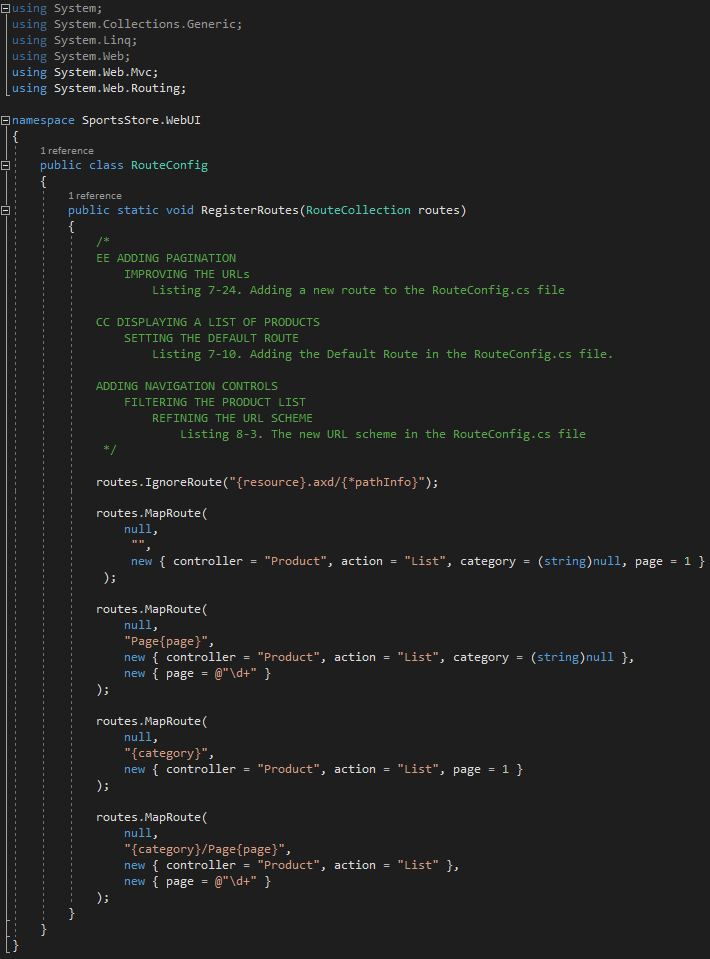 using System;
using System.Collections.Generic;
using System.Linq;
using System.Web;
using System.Web.Mvc;
using System.Web.Routing;
namespace SportsStore.WebUI
{
1 reference
public class RouteConfig
{
1 reference
public static void RegisterRoutes(RouteCollection routes)
{
/*
EE ADDING PAGINATION
IMPROVING THE URLs
Listing 7-24. Adding a new route to the RouteConfig.cs file
CC DISPLAYING A LIST OF PRODUCTS
SETTING THE DEFAULT ROUTE
Listing 7-10. Adding the Default Route in the RouteConfig.cs file.
ADDING NAVIGATION CONTROLS
FILTERING THE PRODUCT LIST
REFINING THE URL SCHEME
Listing 8-3. The new URL scheme in the RouteConfig.cs file
*/
routes.IgnoreRoute("{resource}.axd/{*pathInfo}");
routes.MapRoute(
null,
"",
new { controller = "Product", action = "List", category = (string)null, page = 1 }
);
routes.MapRoute(
null,
"Page{page}",
new { controller = "Product", action = "List", category = (string)null },
new { page = @"\d+" }
);
routes.MapRoute(
null,
"{category}",
new { controller = "Product", action = "List", page = 1 }
);
routes.MapRoute(
null,
"{category}/Page{page}",
new { controller = "Product", action = "List" },
new { page = @"\d+" }
);
}
}
}